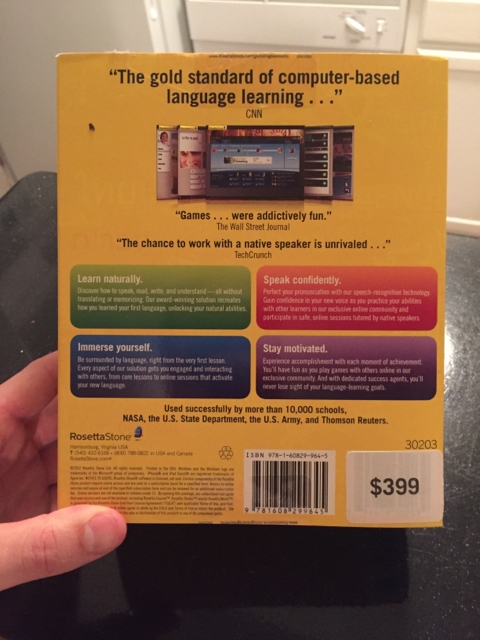 “The gold standard of computer-based
language learning . . .”
CNN
“Games . . . were addictively fun.”
The Wall Street Journal
“The chance to work with a native speaker is unrivaled . . .”
TechCrunch
Learn naturally.
Discover how to speak, read, write, and understand — all without
translating or memorizing. Our award-winning solution recreates
how you learned your first language, unlocking your natural abilities.
Speak confidently.
Perfect your pronunciation with our speech-recognition technology.
Gain confidence in your new voice as you practice your abilities
with other learners in our exclusive online community and
participate in safe, online sessions tutored by native speakers.
Immerse yourself.
Be surrounded by language, right from the very first lesson.
Every aspect of our solution gets you engaged and interacting
with others, from core lessons to online sessions that activate
your new language.
Stay motivated.
Experience accomplishment with each moment of achievement.
You'll have fun as you play games with others online in our
exclusive community. And with dedicated success agents, you'll
never lose sight of your language-learning goals.
Used successfully by more than 10,000 schools,
NASA, the U.S. State Department, the U.S. Army, and Thomson Reuters.
RosettaStone
Harrisonburg, Virginia USA
in USA and Canada
30203
ISBN 978-1-60829-964-5
9 781608 299645
$399